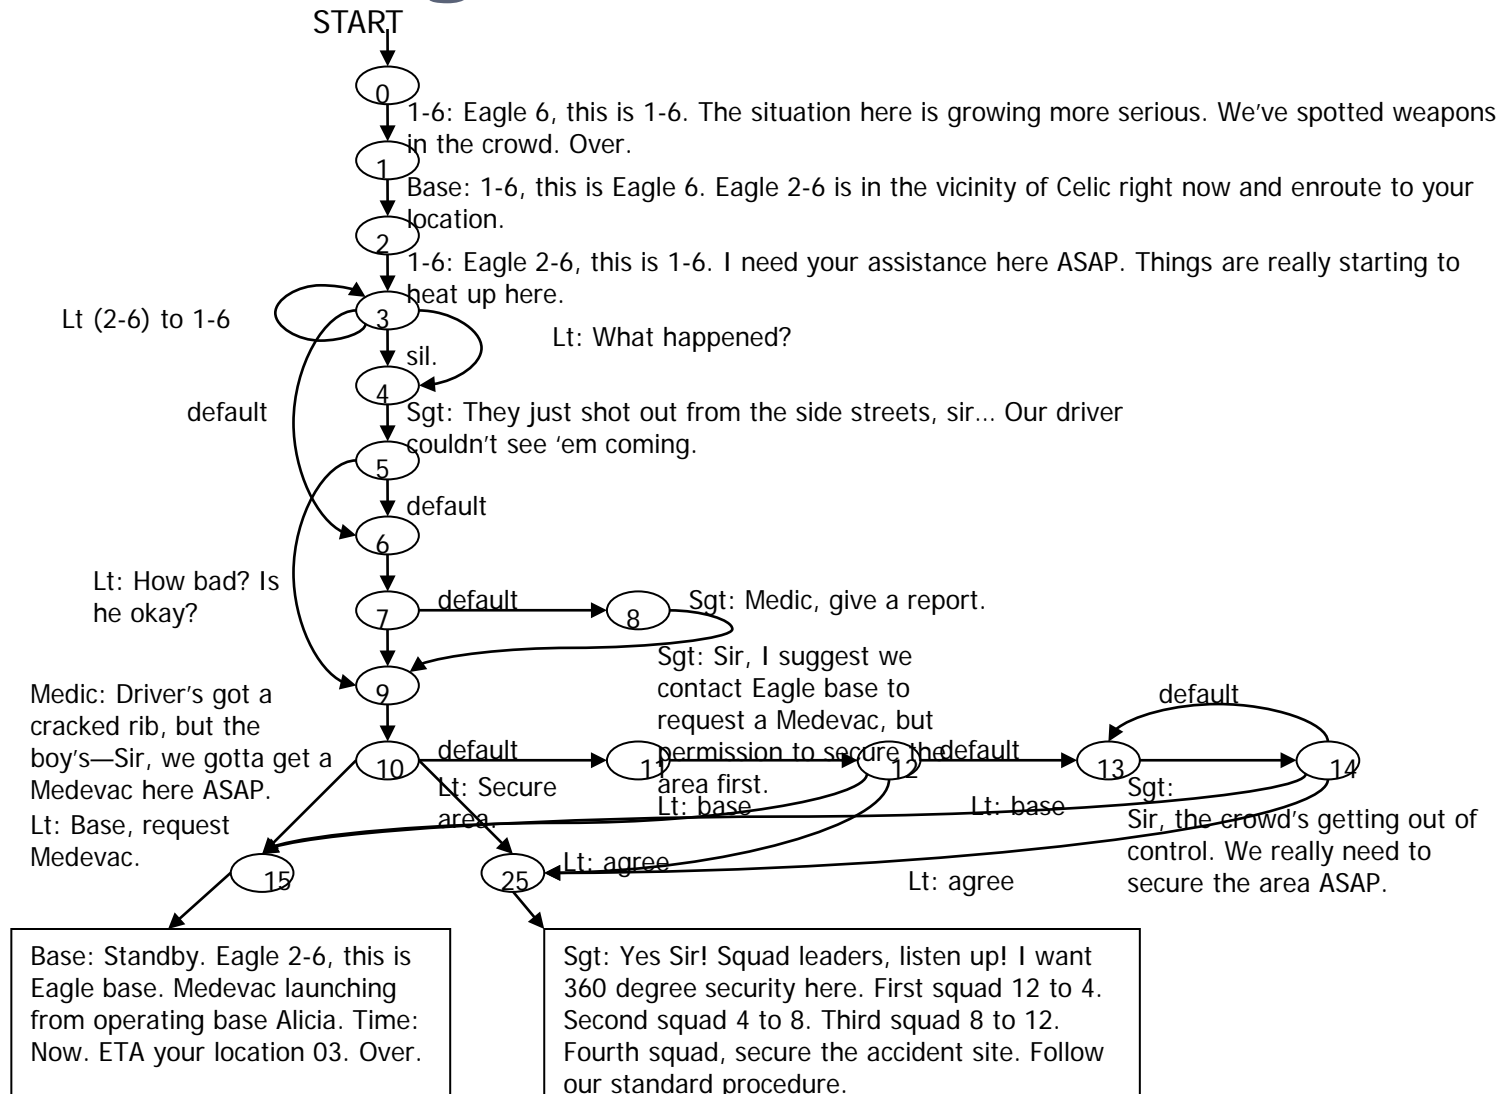 START
0
1-6: Eagle 6, this is 1-6. The situation here is growing more serious. We've spotted weapons
in the crowd. Over.
1
Base: 1-6, this is Eagle 6. Eagle 2-6 is in the vicinity of Celic right now and enroute to your
location.
2
1-6: Eagle 2-6, this is 1-6. I need your assistance here ASAP. Things are really starting to
heat up here.
Lt (2-6) to 1-6
3
Lt: What happened?
sil.
4
default
Sgt: They just shot out from the side streets, sir... Our driver
couldn't see 'em coming.
5
default
6
Lt: How bad? Is
he okay?
7
default
8
Sgt: Medic, give a report.
9
Sgt: Sir, I suggest we
contact Eagle base to
request a Medevac, but
permission to secure the
area first.
Medic: Driver's got a
cracked rib, but the
boy's—Sir, we gotta get a
Medevac here ASAP.
Lt: Base, request
Medevac.
10
default
Lt: Secure
area.
11
12
default
13
default
14
Lt: base
Lt: base
Sgt:
Sir, the crowd's getting out of
control. We really need to
secure the area ASAP.
15
25
Lt: agree
Lt: agree
Base: Standby. Eagle 2-6, this is
Eagle base. Medevac launching
from operating base Alicia. Time:
Now. ETA your location 03. Over.
Sgt: Yes Sir! Squad leaders, listen up! I want
360 degree security here. First squad 12 to 4.
Second squad 4 to 8. Third squad 8 to 12.
Fourth squad, secure the accident site. Follow
our standard procedure.